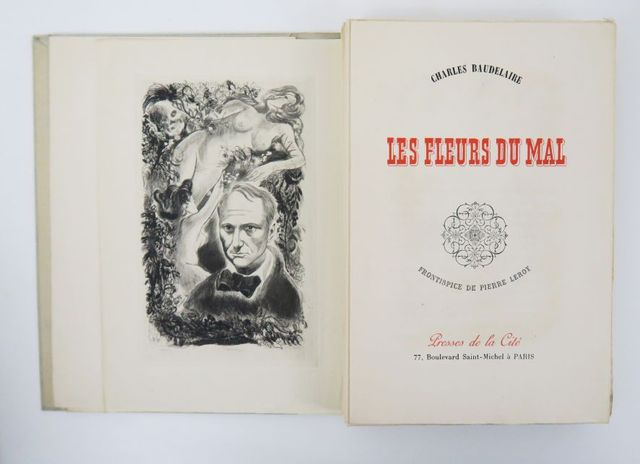 CHARLES BAUDELAIRE
LES FLEURS DU MAL
FRONTISPICE DE PIERRE LEROY
Presses de la Cité
77, Boulevard Saint-Michel à PARIS